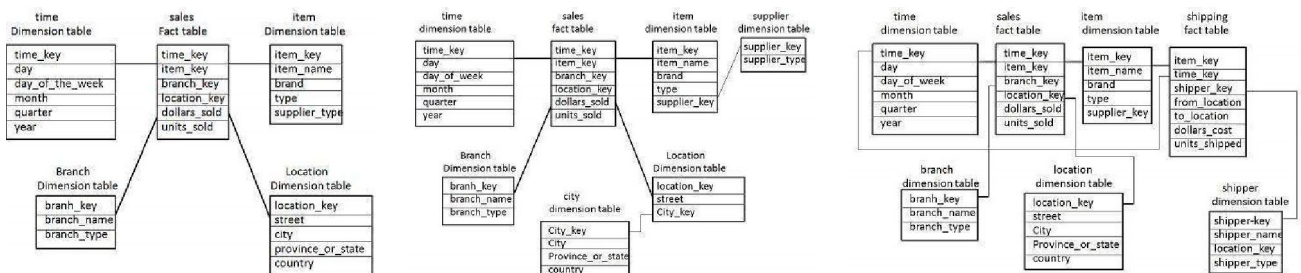 time
Dimension table
time_key
day
day_of_the_week
month
quarter
year
sales
Fact table
time_key
item_key
branch_key
location_key
dollars_sold
units_sold
item
Dimension table
item_key
item_name
brand
type
supplier_type
Branch
Dimension table
branh_key
branch_name
branch_type
Location
Dimension table
location_key
street
city
province_or_state
country
time
dimension table
time_key
day
day_of_week
month
quarter
year
sales
fact table
time_key
item_key
branch_key
location_key
dollars_sold
units_sold
item
dimension table
item_key
item_name
brand
type
supplier_key
supplier
dimension table
supplier_key
supplier_type
Branch
Dimension table
branh_key
branch_name
branch_type
Location
Dimension table
location_key
street
City_key
city
dimension table
City_key
City
Province_or_state
country
time
dimension table
time_key
day
day_of_week
month
quarter
year
sales
fact table
time_key
item_key
branch_key
location_key
dollars_sold
units_sold
item
dimension table
item_key
item_name
brand
type
supplier_key
shipping
fact table
item_key
time_key
shipper_key
from_location
to_location
dollars_cost
units_shipped
branch
dimension table
branh_key
branch_name
branch_type
location
dimension table
location_key
street
City
Province_or_state
country
shipper
dimension table
shipper-key
shipper_name
location_key
shipper_type